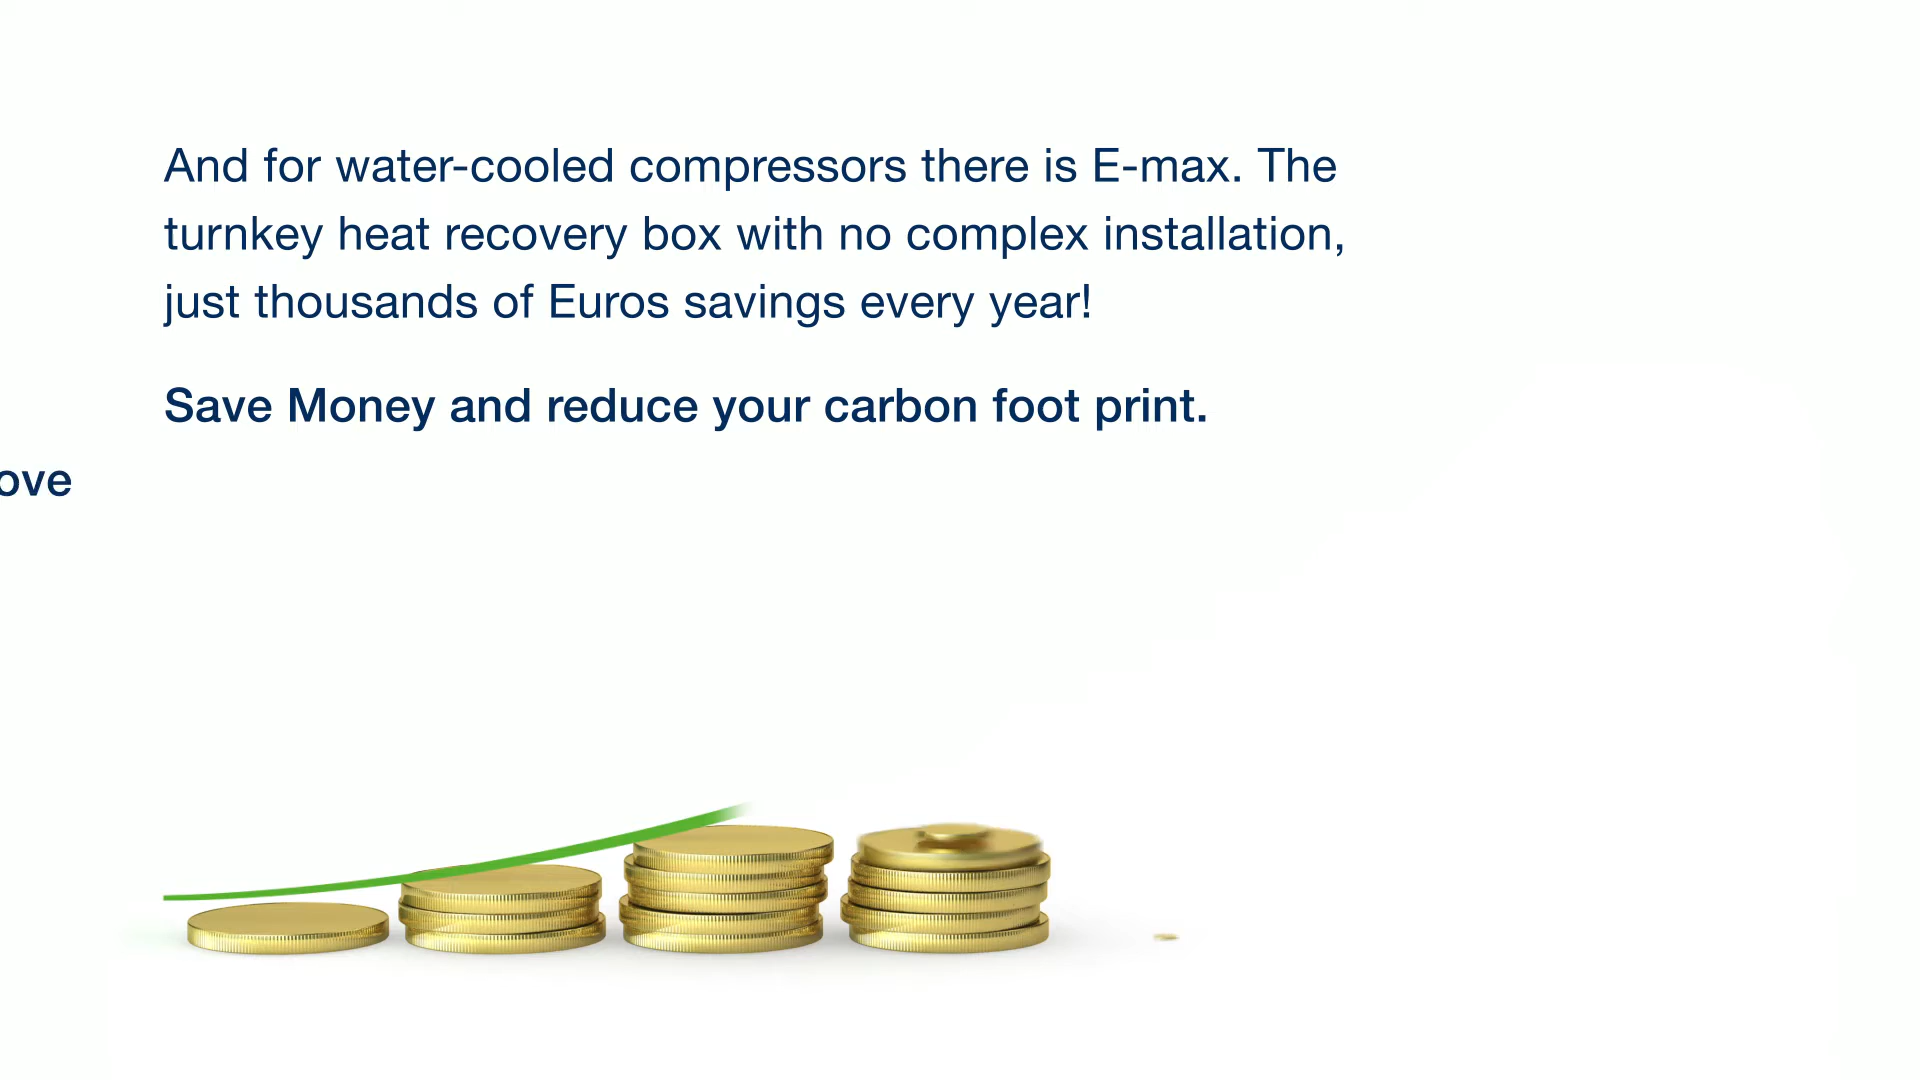 And for water-cooled compressors there is E-max. The
turnkey heat recovery box with no complex installation,
just thousands of Euros savings every year!
Save Money and reduce your carbon foot print.
ove